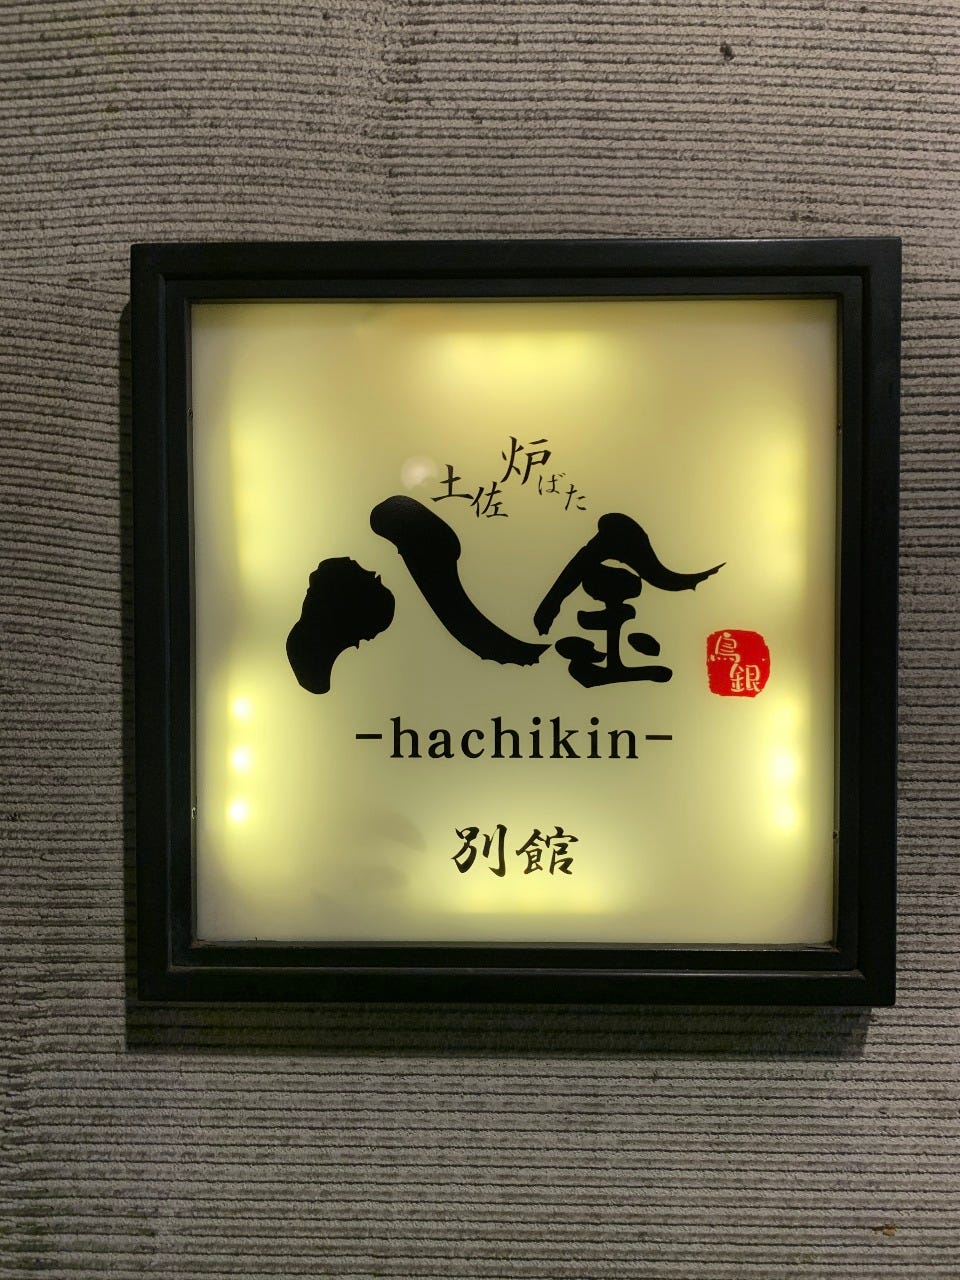 土佐炉ばた
八金
鳥銀
-hachikin-
別館